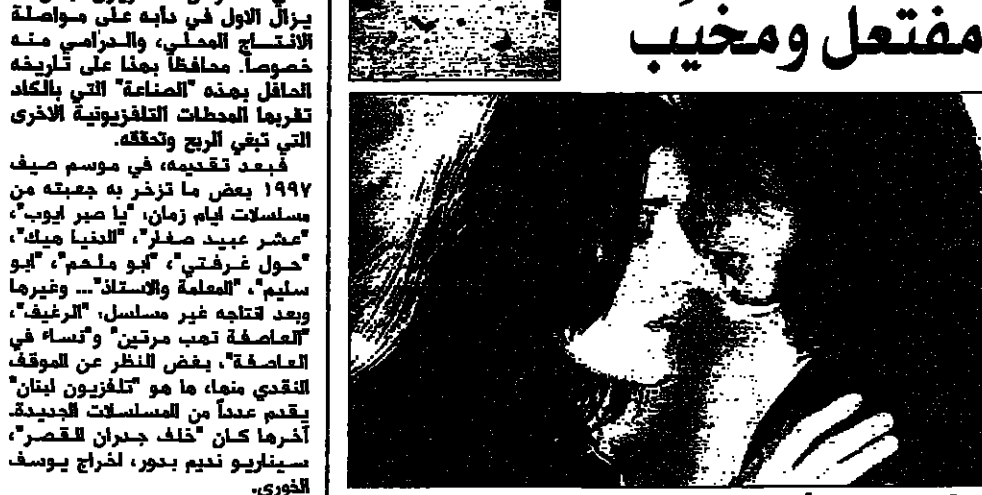 مفتعل ومخيّب
يزال الاول في دأبه على مواصلة
الانتاج المحلي، والدرامي منه
خصوصاً. محافظاً بهذا على تاريخه
الحافل بهذه "الصناعة" التي بالكاد
تقربها المحطات التلفزيونية الاخرى
التي تبغي الربح وتحققه.
فبعد تقديمه، في موسم صيف
١٩٩٧ بعض ما تزخر به جعبته من
مسلسلات ايام زمان، "يا صبر ايوب"،
"عشر عبيد صغار"، "الدنيا هيك"،
"حول غرفتي"، "ابو ملحم"، "ابو
سليم"، "المعلمة والاستاذ"... وغيرها
وبعد انتاجه غير مسلسل، "الرغيف"،
"العاصفة تهب مرتين" و"نساء في
العاصفة"، بغض النظر عن الموقف
النقدي منها، ها هو "تلفزيون لبنان"
يقدم عدداً من المسلسلات الجديدة.
آخرها كان "خلف جدران القصر"،
سيناريو نديم بدور، اخراج يوسف
الخوري.